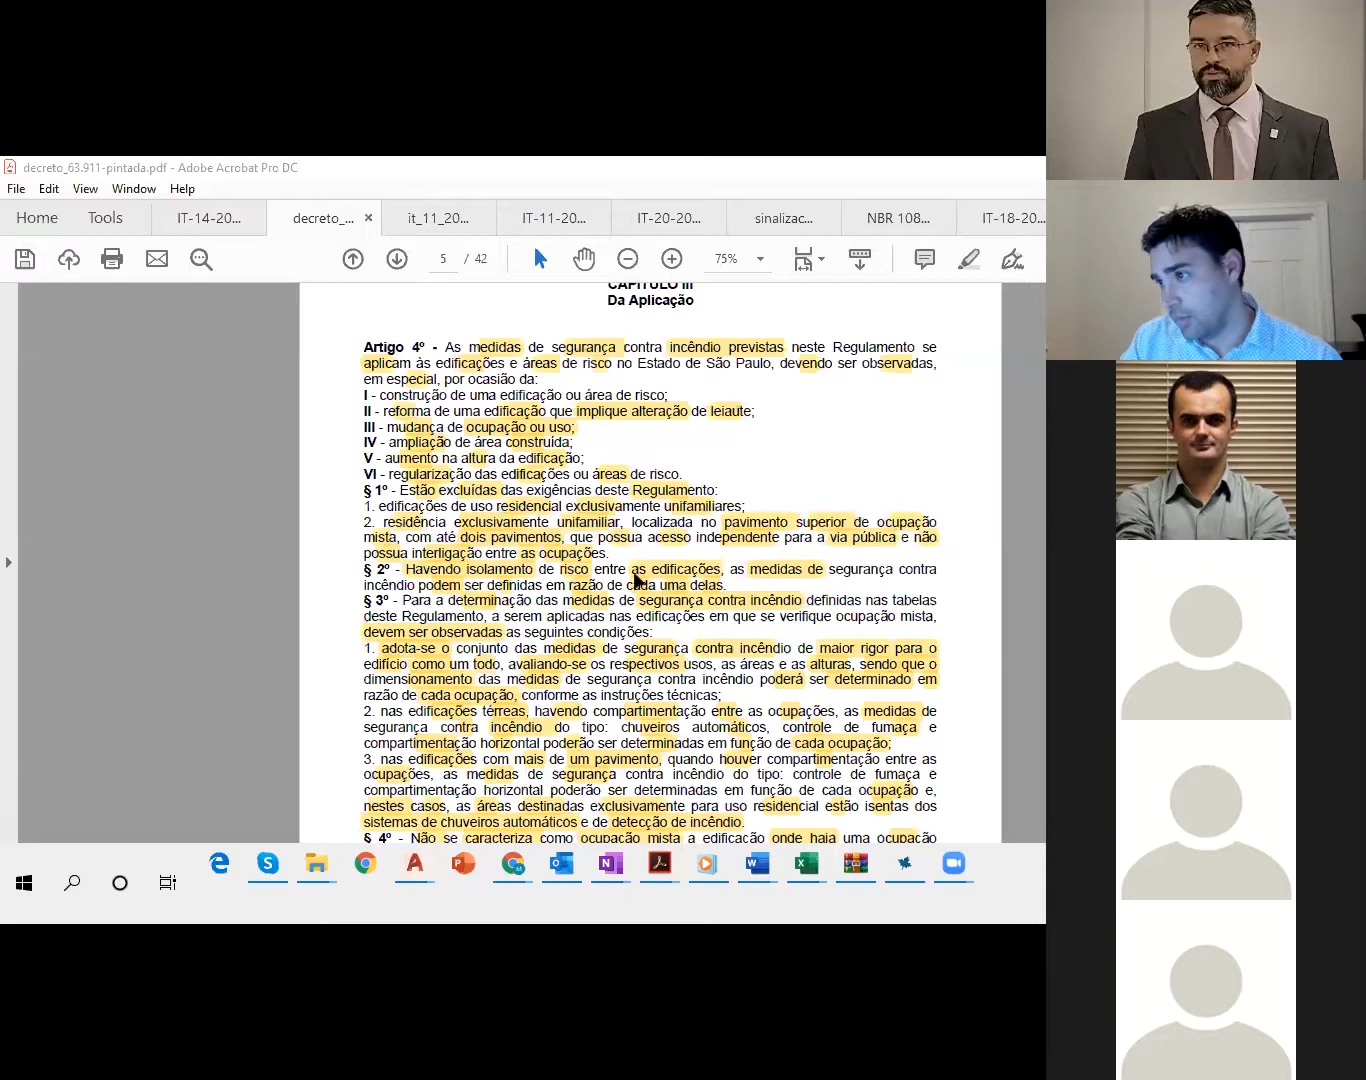 decreto_63.911-pintada.pdf - Adobe Acrobat Pro DC
File Edit View Window Help
Home Tools IT-14-20... decreto_... × it_11_20... IT-11-20... IT-20-20... sinalizac... NBR 108... IT-18-20...
5 / 42 75%
CAPÍTULO III
Da Aplicação
Artigo 4º - As medidas de segurança contra incêndio previstas neste Regulamento se
aplicam às edificações e áreas de risco no Estado de São Paulo, devendo ser observadas,
em especial, por ocasião da:
I - construção de uma edificação ou área de risco;
II - reforma de uma edificação que implique alteração de leiaute;
III - mudança de ocupação ou uso;
IV - ampliação de área construída;
V - aumento na altura da edificação;
VI - regularização das edificações ou áreas de risco.
§ 1º - Estão excluídas das exigências deste Regulamento:
1. edificações de uso residencial exclusivamente unifamiliares;
2. residência exclusivamente unifamiliar, localizada no pavimento superior de ocupação
mista, com até dois pavimentos, que possua acesso independente para a via pública e não
possua interligação entre as ocupações.
§ 2º - Havendo isolamento de risco entre as edificações, as medidas de segurança contra
incêndio podem ser definidas em razão de cada uma delas.
§ 3º - Para a determinação das medidas de segurança contra incêndio definidas nas tabelas
deste Regulamento, a serem aplicadas nas edificações em que se verifique ocupação mista,
devem ser observadas as seguintes condições:
1. adota-se o conjunto das medidas de segurança contra incêndio de maior rigor para o
edifício como um todo, avaliando-se os respectivos usos, as áreas e as alturas, sendo que o
dimensionamento das medidas de segurança contra incêndio poderá ser determinado em
razão de cada ocupação, conforme as instruções técnicas;
2. nas edificações térreas, havendo compartimentação entre as ocupações, as medidas de
segurança contra incêndio do tipo: chuveiros automáticos, controle de fumaça e
compartimentação horizontal poderão ser determinadas em função de cada ocupação;
3. nas edificações com mais de um pavimento, quando houver compartimentação entre as
ocupações, as medidas de segurança contra incêndio do tipo: controle de fumaça e
compartimentação horizontal poderão ser determinadas em função de cada ocupação e,
nestes casos, as áreas destinadas exclusivamente para uso residencial estão isentas dos
sistemas de chuveiros automáticos e de detecção de incêndio.
§ 4º - Não se caracteriza como ocupação mista a edificação onde haja uma ocupação